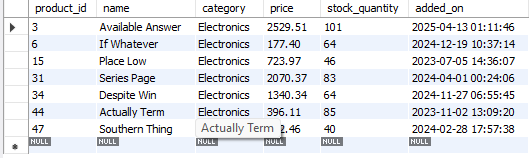 product_id name category price stock_quantity added_on
3 Available Answer Electronics 2529.51 101 2025-04-13 01:11:46
6 If Whatever Electronics 177.40 64 2024-12-19 10:37:14
15 Place Low Electronics 723.97 46 2023-07-05 14:36:07
31 Series Page Electronics 2070.37 83 2024-04-01 00:24:06
34 Despite Win Electronics 1340.34 64 2024-11-27 06:55:45
44 Actually Term Electronics 396.11 85 2023-11-02 13:09:20
47 Southern Thing Actually Term 2.46 40 2024-02-28 17:57:38
NULL NULL NULL NULL NULL NULL